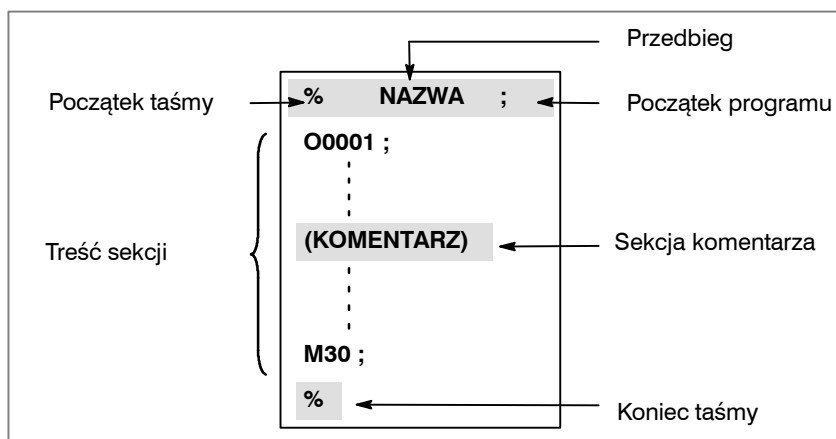 Przedbieg
Początek taśmy
% NAZWA ;
Początek programu
O0001 ;
Treść sekcji
(KOMENTARZ)
Sekcja komentarza
M30 ;
%
Koniec taśmy